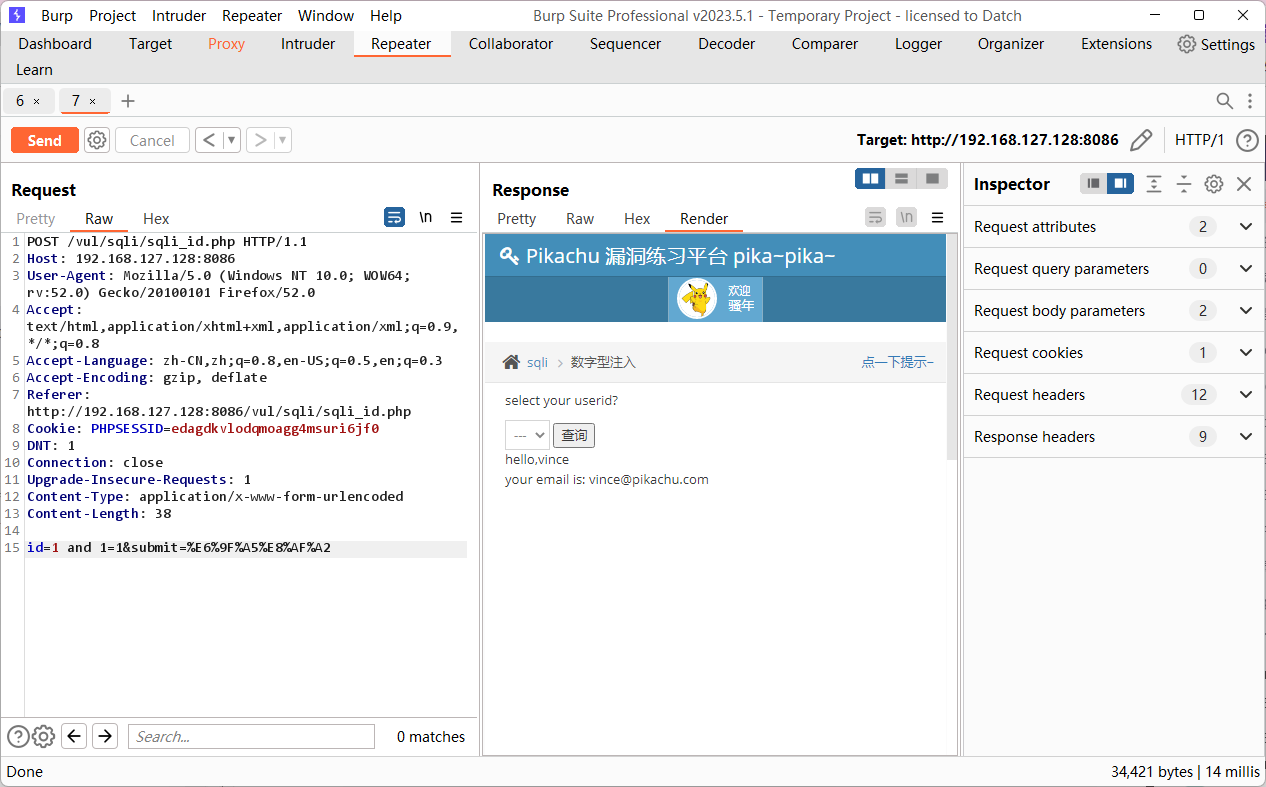 Burp Project Intruder Repeater Window Help Burp Suite Professional v2023.5.1 - Temporary Project - licensed to Datch
Dashboard Target Proxy Intruder Repeater Collaborator Sequencer Decoder Comparer Logger Organizer Extensions Settings
Learn
6 × 7 × +
Send Cancel < > Target: http://192.168.127.128:8086 HTTP/1 ?
Request
Pretty Raw Hex \n
1 POST /vul/sqli/sqli_id.php HTTP/1.1
2 Host: 192.168.127.128:8086
3 User-Agent: Mozilla/5.0 (Windows NT 10.0; WOW64;
rv:52.0) Gecko/20100101 Firefox/52.0
4 Accept:
text/html,application/xhtml+xml,application/xml;q=0.9,
*/*;q=0.8
5 Accept-Language: zh-CN,zh;q=0.8,en-US;q=0.5,en;q=0.3
6 Accept-Encoding: gzip, deflate
7 Referer:
http://192.168.127.128:8086/vul/sqli/sqli_id.php
8 Cookie: PHPSESSID=edagdkvlodqmoagg4msuri6jf0
9 DNT: 1
10 Connection: close
11 Upgrade-Insecure-Requests: 1
12 Content-Type: application/x-www-form-urlencoded
13 Content-Length: 38
14
15 id=1 and 1=1&submit=%E6%9F%A5%E8%AF%A2
Search... 0 matches
Response
Pretty Raw Hex Render \n
Pikachu 漏洞练习平台 pika~pika~
欢迎
骚年
sqli > 数字型注入 点一下提示~
select your userid?
--- 查询
hello,vince
your email is: vince@pikachu.com
Inspector
Request attributes 2
Request query parameters 0
Request body parameters 2
Request cookies 1
Request headers 12
Response headers 9
Done 34,421 bytes | 14 millis